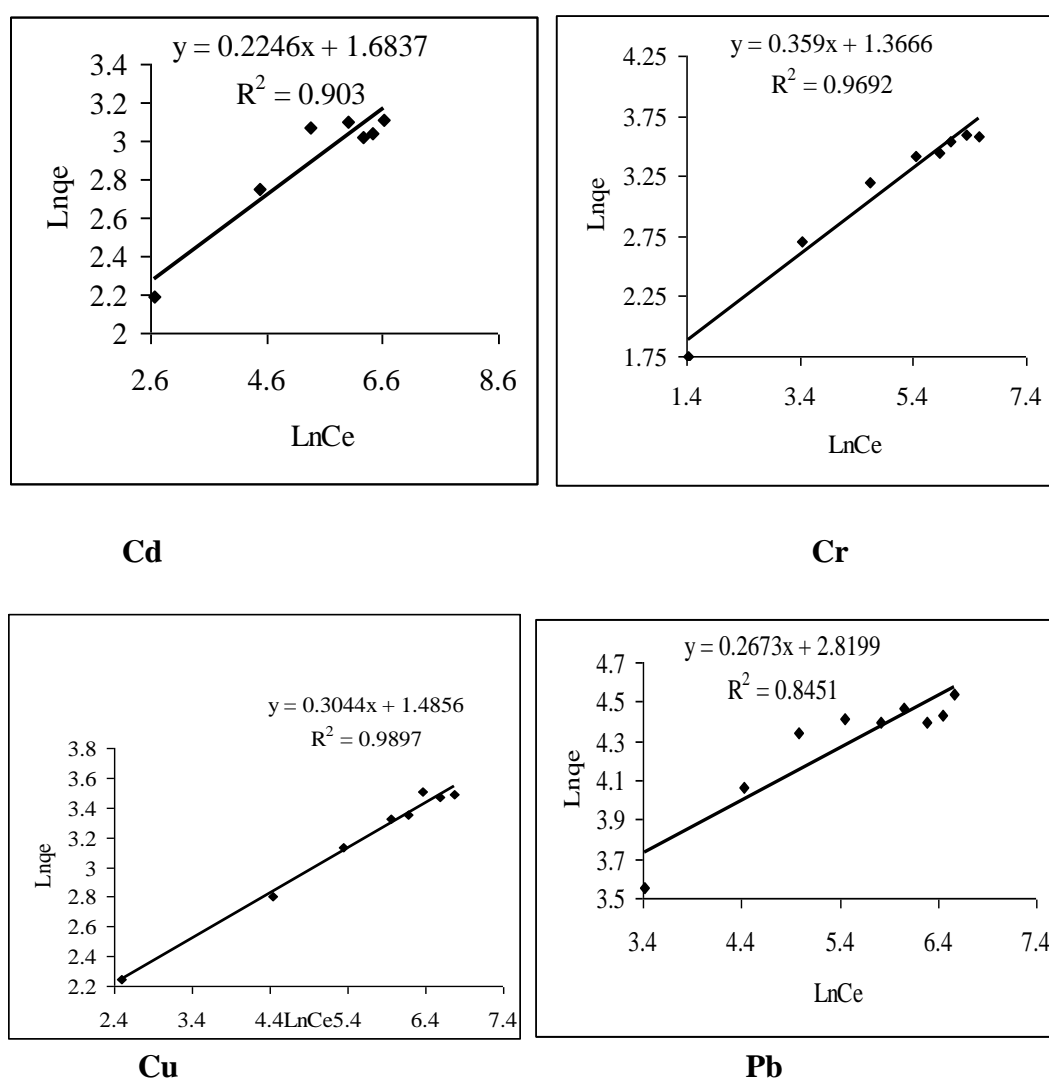 y = 0.2246x + 1.6837
R² = 0.903
3.4
3.2
3
2.8
2.6
2.4
2.2
2
Lnqe
2.6 4.6 6.6 8.6
LnCe
y = 0.359x + 1.3666
R² = 0.9692
4.25
3.75
3.25
2.75
2.25
1.75
Lnqe
1.4 3.4 5.4 7.4
LnCe
Cd
Cr
y = 0.3044x + 1.4856
R² = 0.9897
3.8
3.6
3.4
3.2
3
2.8
2.6
2.4
2.2
Lnqe
2.4 3.4 4.4 LnCe 5.4 6.4 7.4
y = 0.2673x + 2.8199
R² = 0.8451
4.7
4.5
4.3
4.1
3.9
3.7
3.5
Lnqe
3.4 4.4 5.4 6.4 7.4
LnCe
Cu
Pb